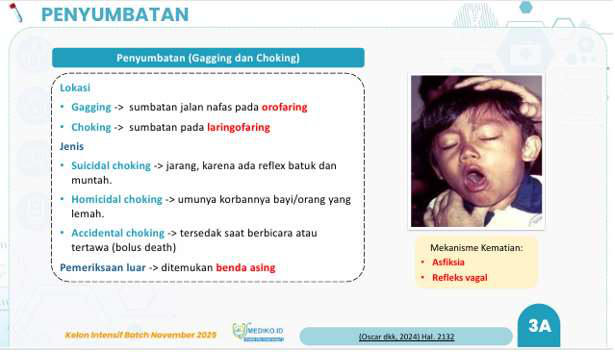 PENYUMBATAN
Penyumbatan (Gagging dan Choking)
Lokasi
• Gagging -> sumbatan jalan nafas pada orofaring
• Choking -> sumbatan pada laringofaring
Jenis
• Suicidal choking -> jarang, karena ada reflex batuk dan
muntah.
• Homicidal choking -> umunya korbannya bayi/orang yang
lemah.
• Accidental choking -> tersedak saat berbicara atau
tertawa (bolus death)
Pemeriksaan luar -> ditemukan benda asing
Mekanisme Kematian:
• Asfiksia
• Refleks vagal
Kelon Intensif Batch November 2025
MEDIKO.ID
(Oscar dkk, 2024) Hal. 2132
3A